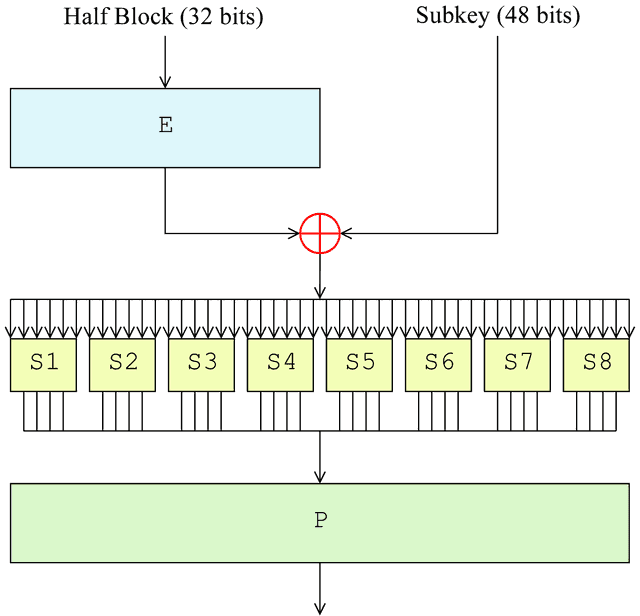 Half Block (32 bits) Subkey (48 bits)
E
S1 S2 S3 S4 S5 S6 S7 S8
P